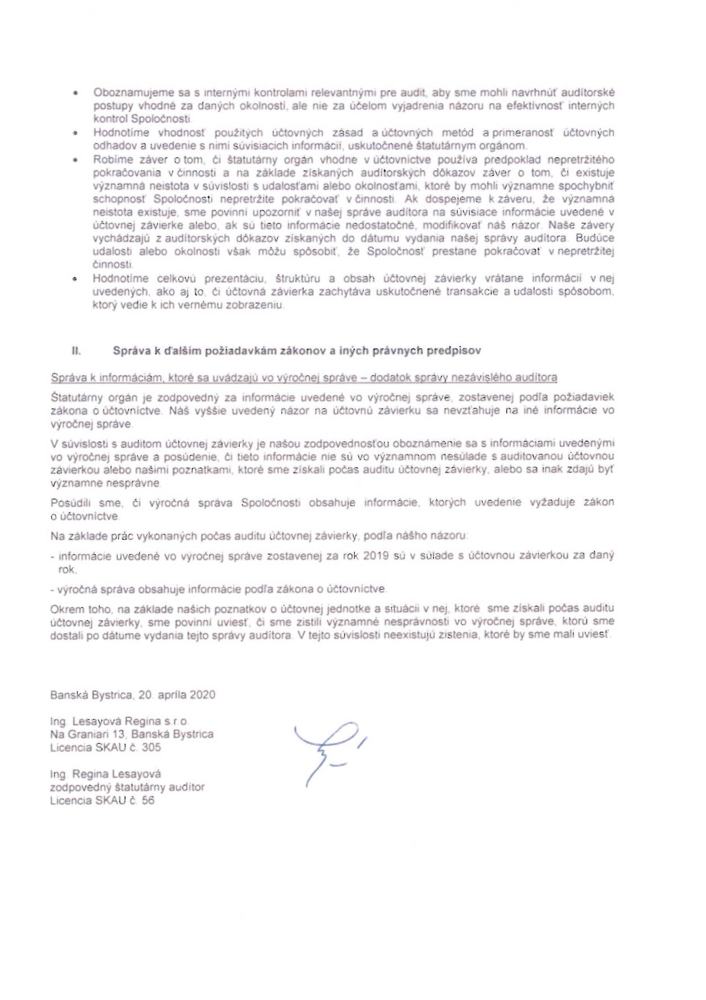 • Oboznamujeme sa s internými kontrolami relevantnými pre audit, aby sme mohli navrhnúť audítorské
postupy vhodné za daných okolností, ale nie za účelom vyjadrenia názoru na efektívnosť interných
kontrol Spoločnosti.
• Hodnotíme vhodnosť použitých účtovných zásad a účtovných metód a primeranosť účtovných
odhadov a uvedenie s nimi súvisiacich informácií, uskutočnené štatutárnym orgánom.
• Robíme záver o tom, či štatutárny orgán vhodne v účtovníctve používa predpoklad nepretržitého
pokračovania v činnosti a na základe získaných audítorských dôkazov záver o tom, či existuje
významná neistota v súvislosti s udalosťami alebo okolnosťami, ktoré by mohli významne spochybniť
schopnosť Spoločnosti nepretržite pokračovať v činnosti. Ak dospejeme k záveru, že významná
neistota existuje, sme povinní upozorniť v našej správe audítora na súvisiace informácie uvedené v
účtovnej závierke alebo, ak sú tieto informácie nedostatočné, modifikovať náš názor. Naše závery
vychádzajú z audítorských dôkazov získaných do dátumu vydania našej správy audítora. Budúce
udalosti alebo okolnosti však môžu spôsobiť, že Spoločnosť prestane pokračovať v nepretržitej
činnosti.
• Hodnotíme celkovú prezentáciu, štruktúru a obsah účtovnej závierky vrátane informácií v nej
uvedených, ako aj to, či účtovná závierka zachytáva uskutočnené transakcie a udalosti spôsobom,
ktorý vedie k ich vernému zobrazeniu.
II. Správa k ďalším požiadavkám zákonov a iných právnych predpisov
Správa k informáciám, ktoré sa uvádzajú vo výročnej správe – dodatok správy nezávislého audítora
Štatutárny orgán je zodpovedný za informácie uvedené vo výročnej správe, zostavenej podľa požiadaviek
zákona o účtovníctve. Náš vyššie uvedený názor na účtovnú závierku sa nevzťahuje na iné informácie vo
výročnej správe.
V súvislosti s auditom účtovnej závierky je našou zodpovednosťou oboznámenie sa s informáciami uvedenými
vo výročnej správe a posúdenie, či tieto informácie nie sú vo významnom nesúlade s auditovanou účtovnou
závierkou alebo našimi poznatkami, ktoré sme získali počas auditu účtovnej závierky, alebo sa inak zdajú byť
významne nesprávne.
Posúdili sme, či výročná správa Spoločnosti obsahuje informácie, ktorých uvedenie vyžaduje zákon
o účtovníctve.
Na základe prác vykonaných počas auditu účtovnej závierky, podľa nášho názoru:
- informácie uvedené vo výročnej správe zostavenej za rok 2019 sú v súlade s účtovnou závierkou za daný
rok,
- výročná správa obsahuje informácie podľa zákona o účtovníctve.
Okrem toho, na základe našich poznatkov o účtovnej jednotke a situácii v nej, ktoré sme získali počas auditu
účtovnej závierky, sme povinní uviesť, či sme zistili významné nesprávnosti vo výročnej správe, ktorú sme
dostali po dátume vydania tejto správy audítora. V tejto súvislosti neexistujú zistenia, ktoré by sme mali uviesť.
Banská Bystrica, 20. apríla 2020
Ing. Lesayová Regina s.r.o.
Na Graniari 13, Banská Bystrica
Licencia SKAU č. 305
Ing. Regina Lesayová
zodpovedný štatutárny audítor
Licencia SKAU č. 56